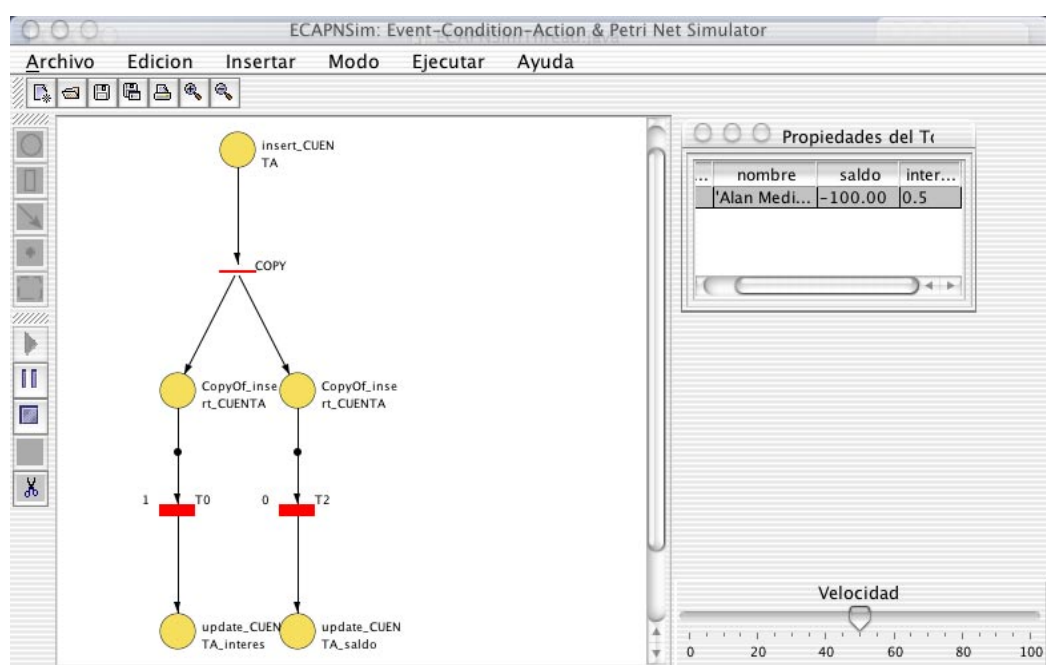 ECAPNSim: Event-Condition-Action & Petri Net Simulator
Archivo Edicion Insertar Modo Ejecutar Ayuda
insert_CUEN
TA
COPY
CopyOf_inse
rt_CUENTA
CopyOf_inse
rt_CUENTA
1 T0
0 T2
update_CUEN
TA_interes
update_CUEN
TA_saldo
Propiedades del To
... nombre saldo inter...
'Alan Medi... -100.00 0.5
Velocidad
0 20 40 60 80 100